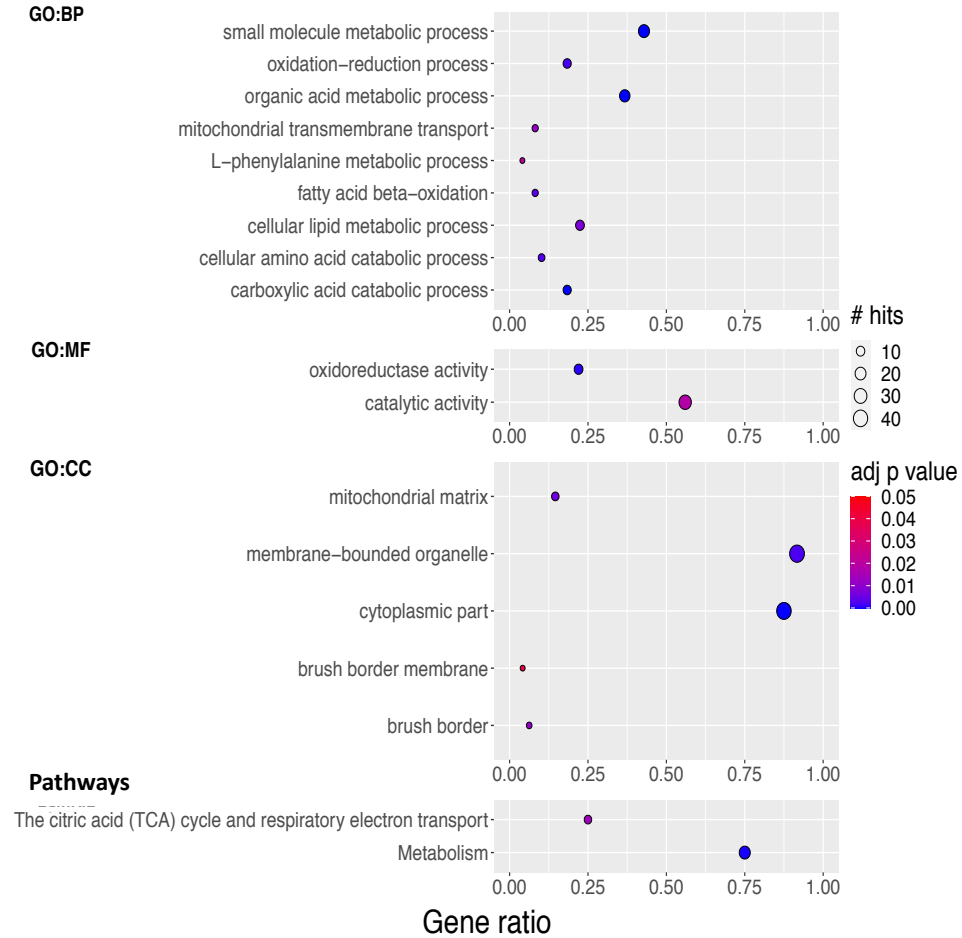 GO:BP
small molecule metabolic process
oxidation−reduction process
organic acid metabolic process
mitochondrial transmembrane transport
L−phenylalanine metabolic process
fatty acid beta−oxidation
cellular lipid metabolic process
cellular amino acid catabolic process
carboxylic acid catabolic process
0.00 0.25 0.50 0.75 1.00
GO:MF
oxidoreductase activity
catalytic activity
0.00 0.25 0.50 0.75 1.00
# hits
10
20
30
40
GO:CC
mitochondrial matrix
membrane−bounded organelle
cytoplasmic part
brush border membrane
brush border
0.00 0.25 0.50 0.75 1.00
adj p value
0.05
0.04
0.03
0.02
0.01
0.00
Pathways
The citric acid (TCA) cycle and respiratory electron transport
Metabolism
0.00 0.25 0.50 0.75 1.00
Gene ratio